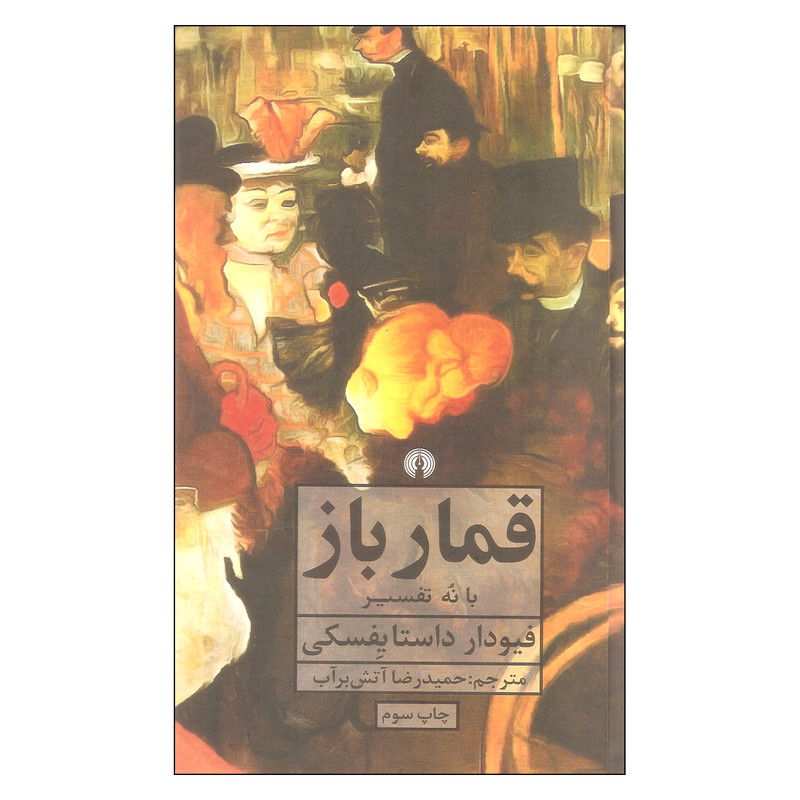 قمارباز
با نُه تفسیر
فیودار داستایِفسکی
مترجم: حمیدرضا آتش‌برآب
چاپ سوم